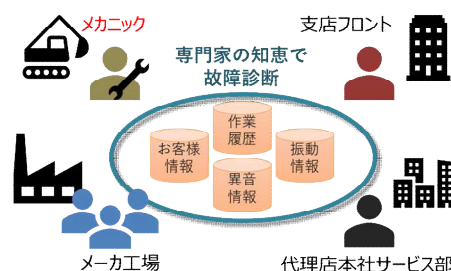 メカニック
支店フロント
専門家の知恵で
故障診断
作業
履歴
お客様
情報
振動
情報
異音
情報
メーカ工場
代理店本社サービス部